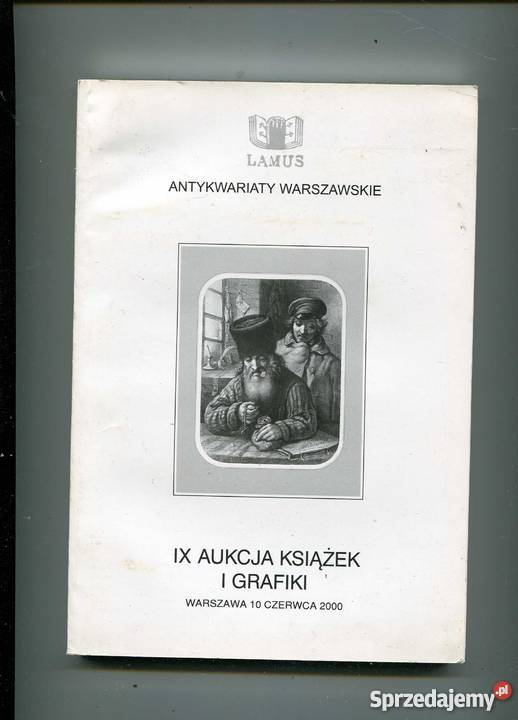 LAMUS
ANTYKWARIATY WARSZAWSKIE
IX AUKCJA KSIĄŻEK
I GRAFIKI
WARSZAWA 10 CZERWCA 2000
Sprzedajemy.pl